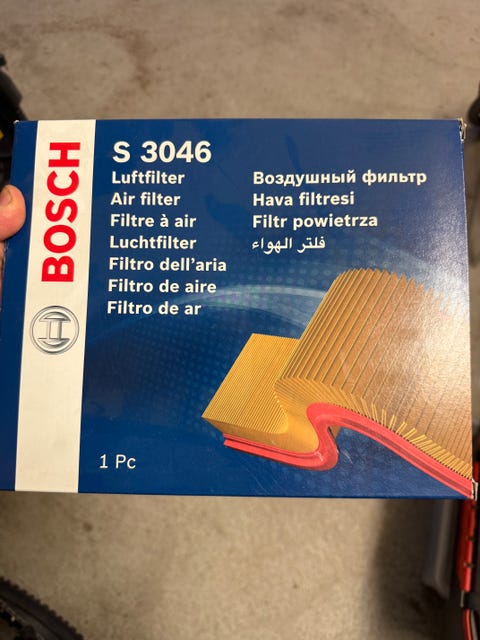 BOSCH
S 3046
Luftfilter
Air filter
Filtre à air
Luchtfilter
Filtro dell'aria
Filtro de aire
Filtro de ar
Воздушный фильтр
Hava filtresi
Filtr powietrza
فلتر الهواء
1 Pc